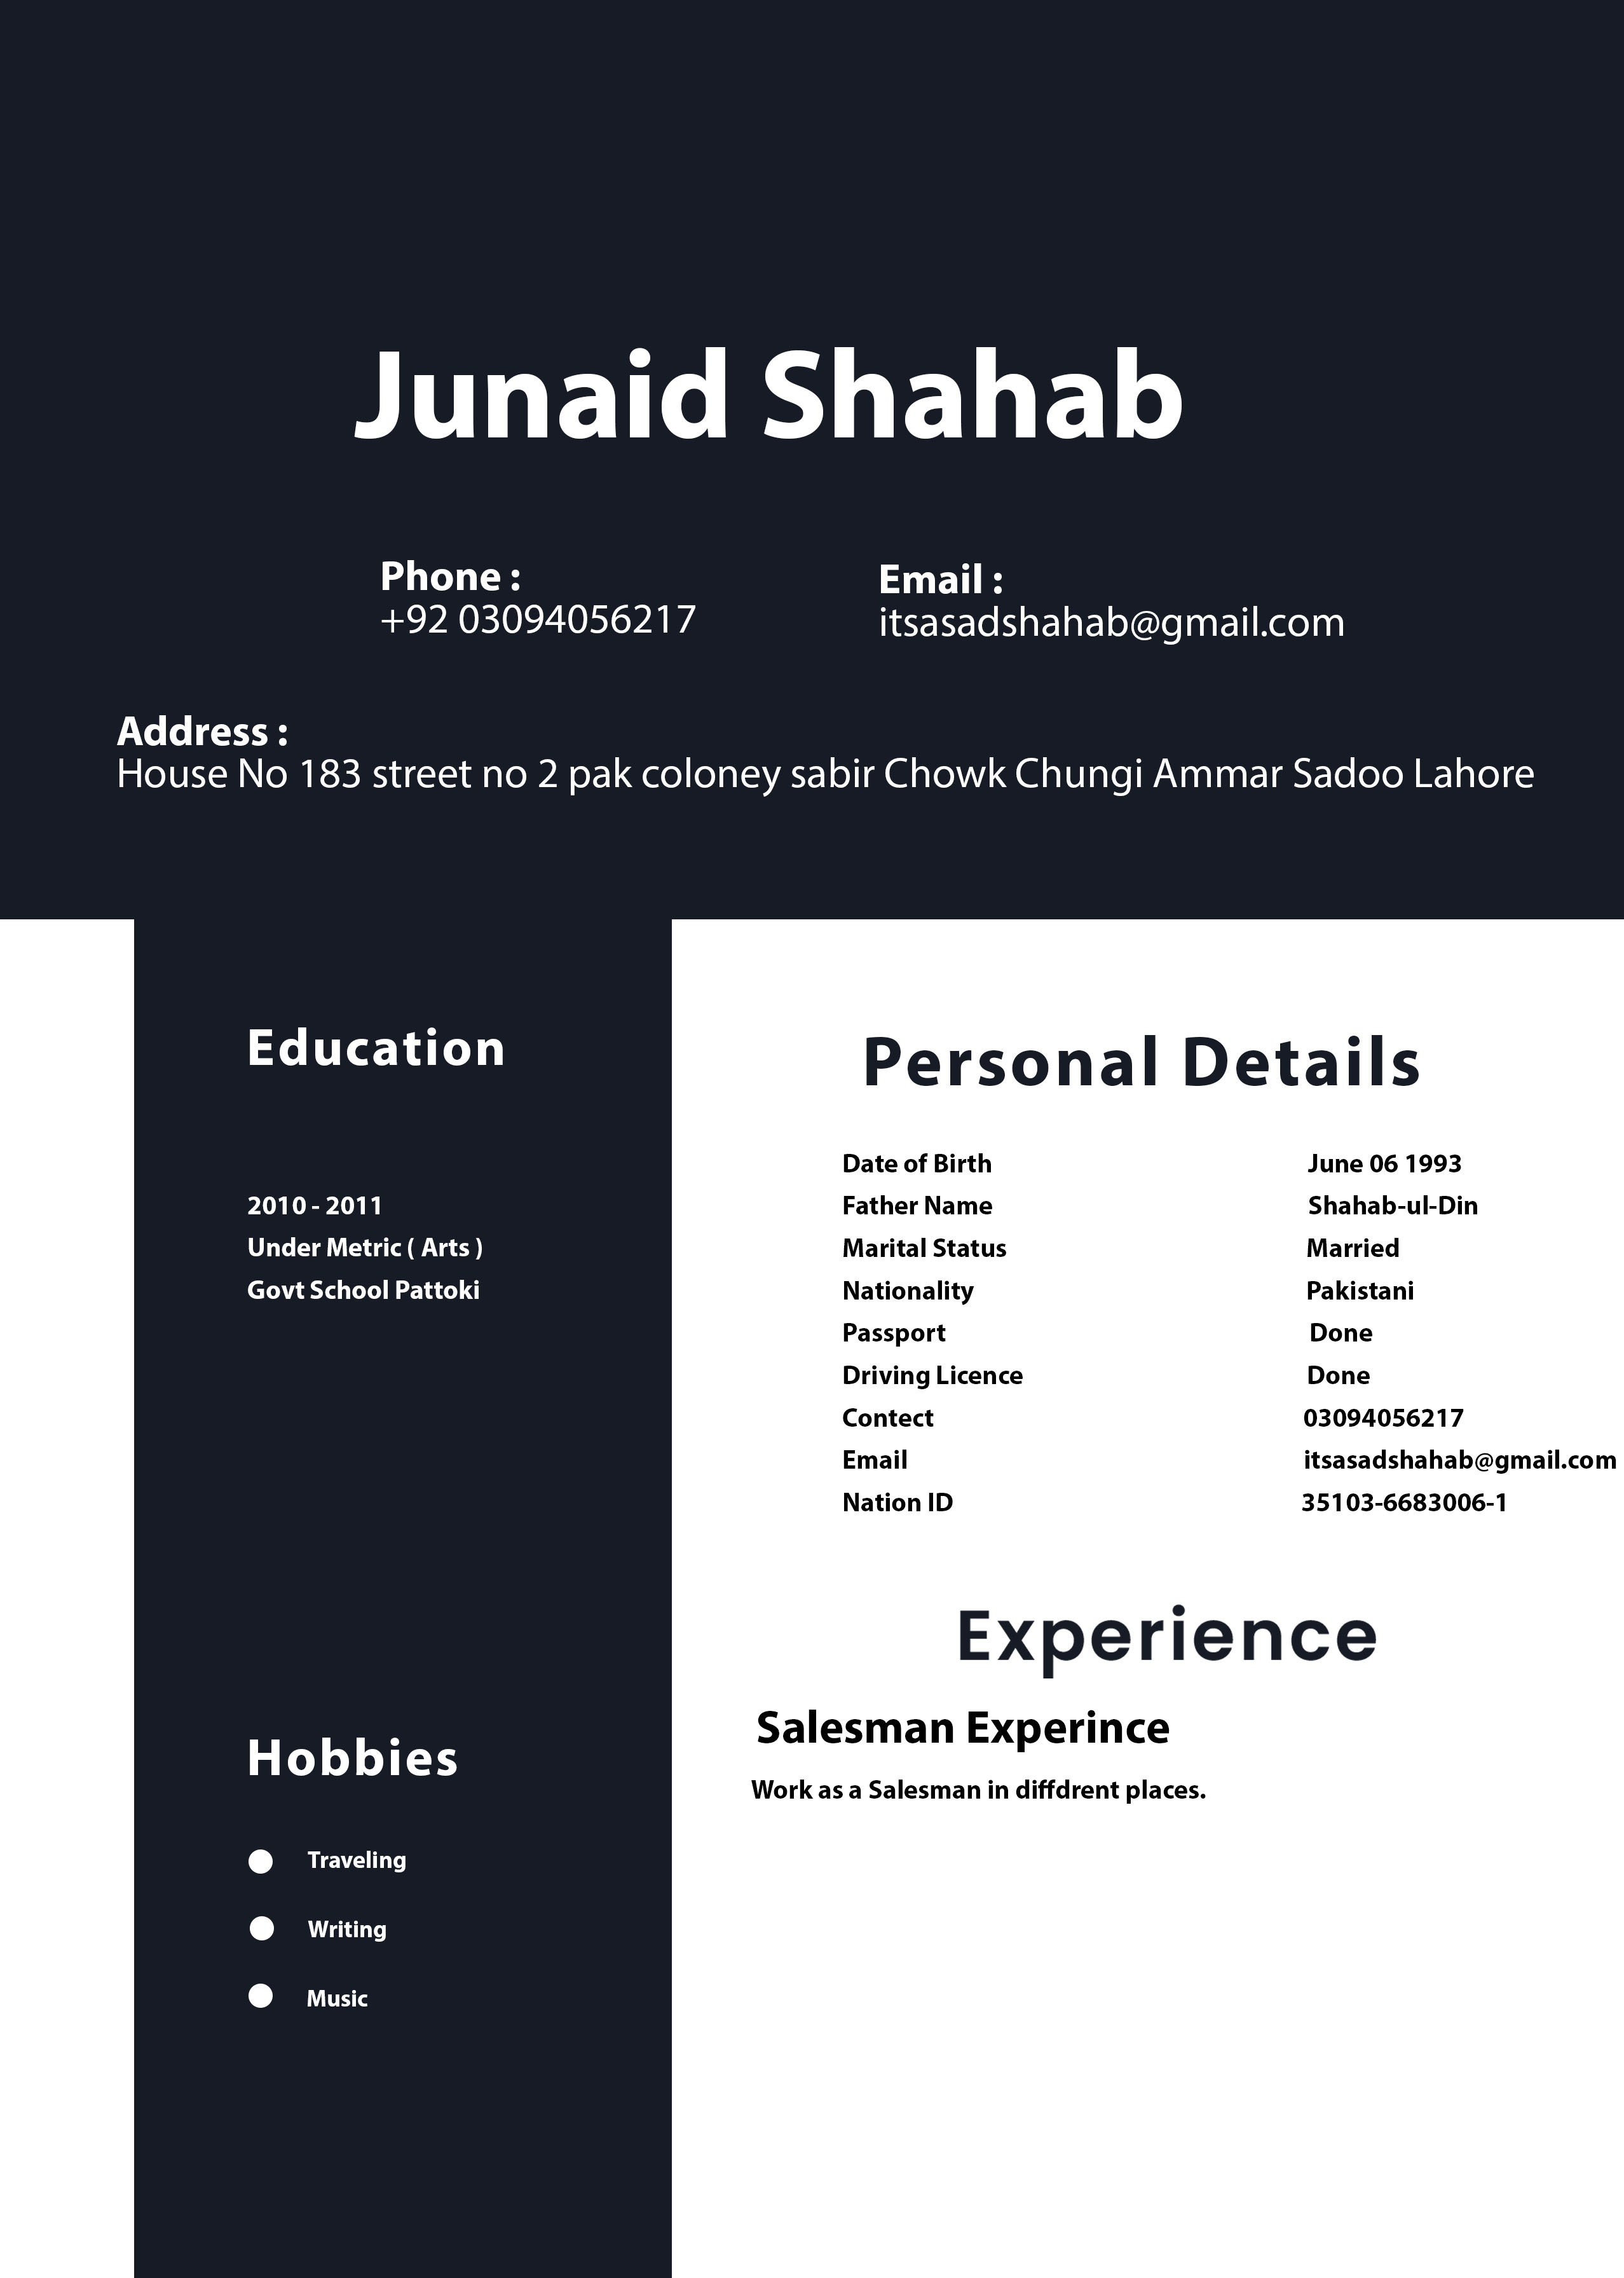 Junaid Shahab
Phone :
+92 03094056217
Email :
itsasadshahab@gmail.com
Address :
House No 183 street no 2 pak coloney sabir Chowk Chungi Ammar Sadoo Lahore
Education
2010 - 2011
Under Metric ( Arts )
Govt School Pattoki
Hobbies
Traveling
Writing
Music
Personal Details
Date of Birth June 06 1993
Father Name Shahab-ul-Din
Marital Status Married
Nationality Pakistani
Passport Done
Driving Licence Done
Contect 03094056217
Email itsasadshahab@gmail.com
Nation ID 35103-6683006-1
Experience
Salesman Experince
Work as a Salesman in diffdrent places.